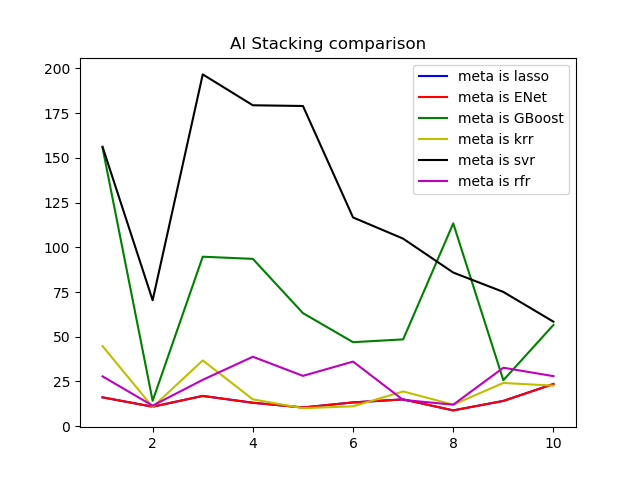 Al Stacking comparison
200
175
150
125
100
75
50
25
0
2 4 6 8 10
meta is lasso
meta is ENet
meta is GBoost
meta is krr
meta is svr
meta is rfr